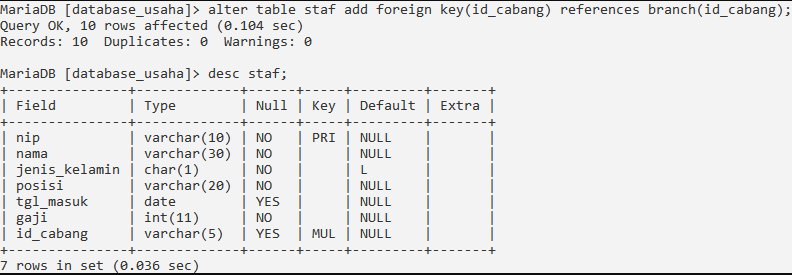 MariaDB [database_usaha]> alter table staf add foreign key(id_cabang) references branch(id_cabang);
Query OK, 10 rows affected (0.104 sec)
Records: 10  Duplicates: 0  Warnings: 0

MariaDB [database_usaha]> desc staf;
+---------------+-------------+------+-----+---------+-------+
| Field         | Type        | Null | Key | Default | Extra |
+---------------+-------------+------+-----+---------+-------+
| nip           | varchar(10) | NO   | PRI | NULL    |       |
| nama          | varchar(30) | NO   |     | NULL    |       |
| jenis_kelamin | char(1)     | NO   |     | L       |       |
| posisi        | varchar(20) | NO   |     | NULL    |       |
| tgl_masuk     | date        | YES  |     | NULL    |       |
| gaji          | int(11)     | NO   |     | NULL    |       |
| id_cabang     | varchar(5)  | YES  | MUL | NULL    |       |
+---------------+-------------+------+-----+---------+-------+
7 rows in set (0.036 sec)